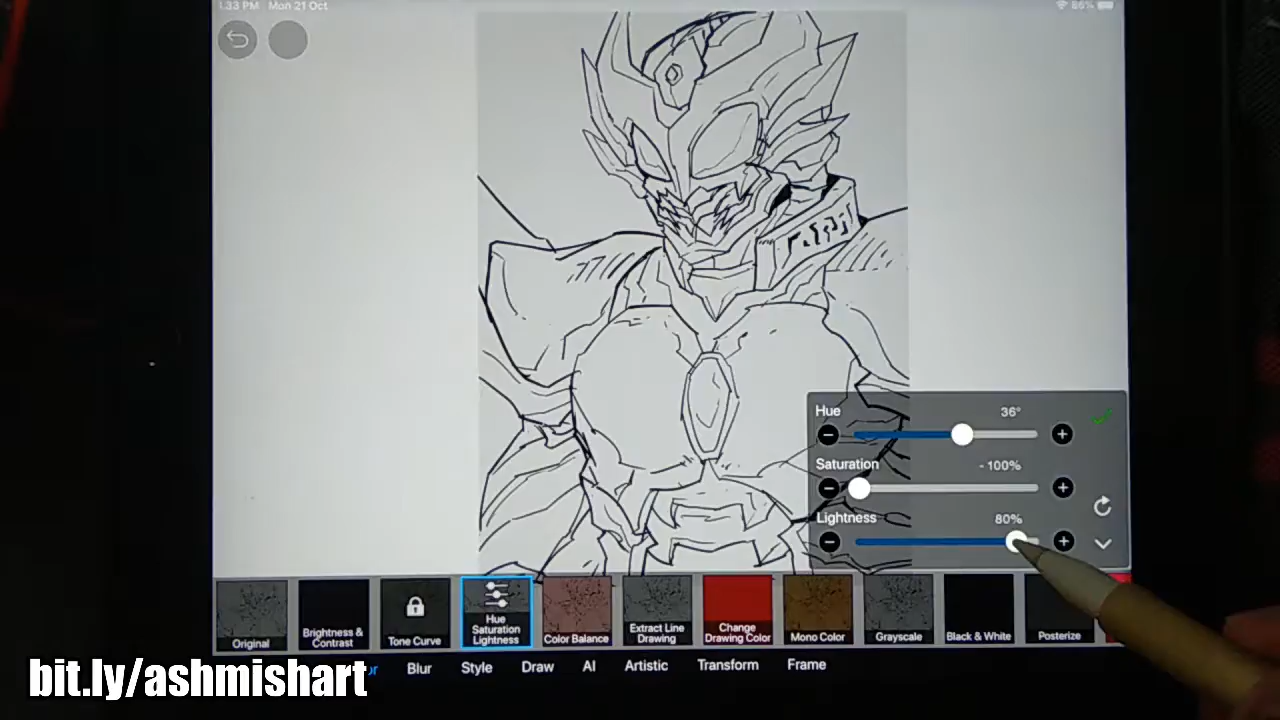 1.33 PM Mon 21 Oct
86%
Hue 36°
Saturation - 100%
Lightness 80%
Original
Brightness & Contrast
Tone Curve
Hue Saturation Lightness
Color Balance
Extract Line Drawing
Change Drawing Color
Mono Color
Grayscale
Black & White
Posterize
Blur Style Draw AI Artistic Transform Frame
bit.ly/ashmishart